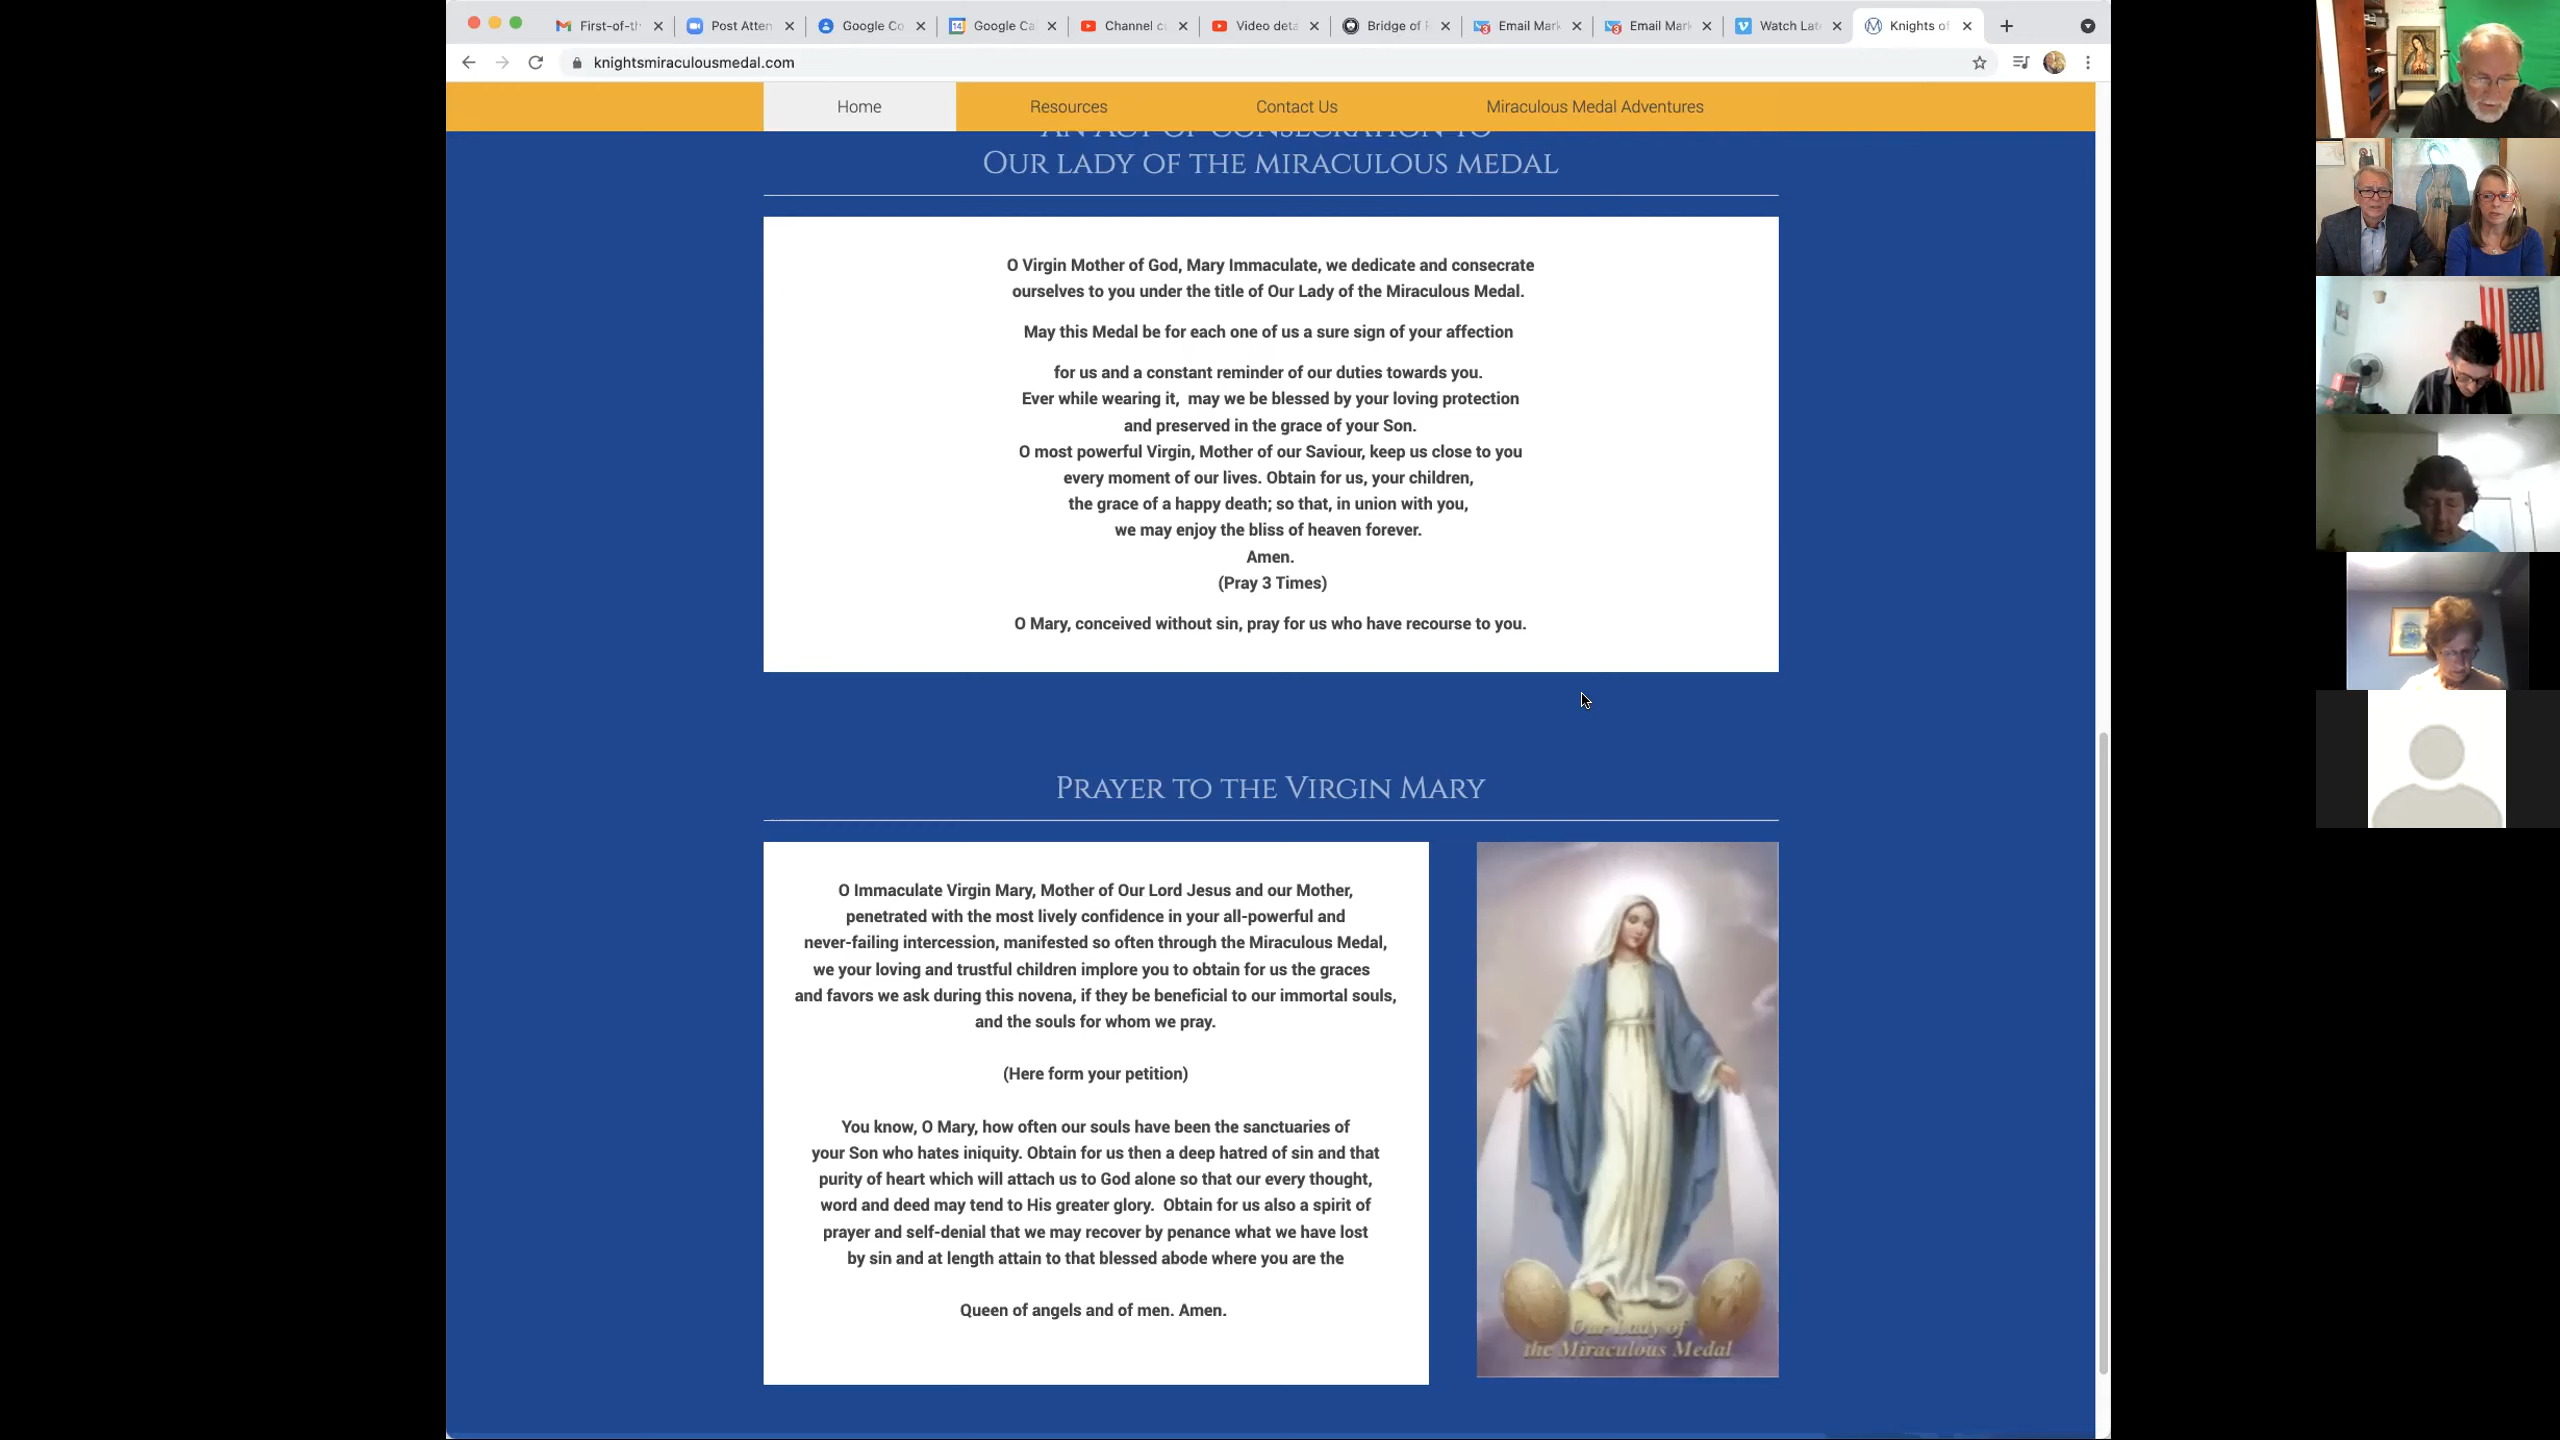 First-of-th
Post Atten
Google Co
Google Ca
Channel c
Video deta
Bridge of
Email Mark
Email Mark
Watch Lat
Knights of
knightsmiraculousmedal.com
Home
Resources
Contact Us
Miraculous Medal Adventures
An Act of Consecration to
Our Lady of the Miraculous Medal
O Virgin Mother of God, Mary Immaculate, we dedicate and consecrate
ourselves to you under the title of Our Lady of the Miraculous Medal.
May this Medal be for each one of us a sure sign of your affection
for us and a constant reminder of our duties towards you.
Ever while wearing it,  may we be blessed by your loving protection
and preserved in the grace of your Son.
O most powerful Virgin, Mother of our Saviour, keep us close to you
every moment of our lives. Obtain for us, your children,
the grace of a happy death; so that, in union with you,
we may enjoy the bliss of heaven forever.
Amen.
(Pray 3 Times)
O Mary, conceived without sin, pray for us who have recourse to you.
Prayer to the Virgin Mary
O Immaculate Virgin Mary, Mother of Our Lord Jesus and our Mother,
penetrated with the most lively confidence in your all-powerful and
never-failing intercession, manifested so often through the Miraculous Medal,
we your loving and trustful children implore you to obtain for us the graces
and favors we ask during this novena, if they be beneficial to our immortal souls,
and the souls for whom we pray.
(Here form your petition)
You know, O Mary, how often our souls have been the sanctuaries of
your Son who hates iniquity. Obtain for us then a deep hatred of sin and that
purity of heart which will attach us to God alone so that our every thought,
word and deed may tend to His greater glory.  Obtain for us also a spirit of
prayer and self-denial that we may recover by penance what we have lost
by sin and at length attain to that blessed abode where you are the
Queen of angels and of men. Amen.
Our Lady of
the Miraculous Medal